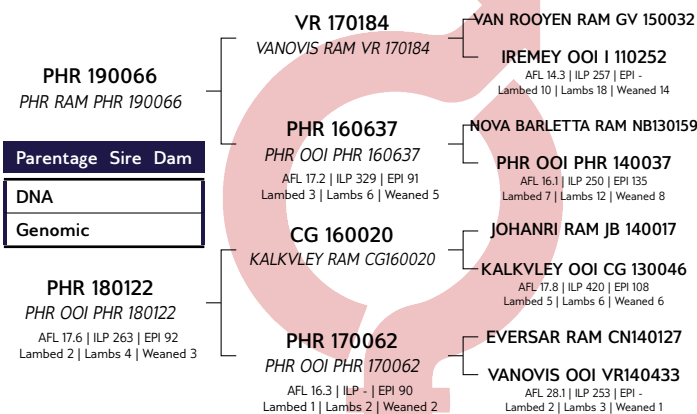 PHR 190066
PHR RAM PHR 190066
Parentage Sire Dam
DNA
Genomic
PHR 180122
PHR OOI PHR 180122
AFL 17.6 | ILP 263 | EPI 92
Lambed 2 | Lambs 4 | Weaned 3
VR 170184
VANOVIS RAM VR 170184
PHR 160637
PHR OOI PHR 160637
AFL 17.2 | ILP 329 | EPI 91
Lambed 3 | Lambs 6 | Weaned 5
CG 160020
KALKVLEY RAM CG160020
PHR 170062
PHR OOI PHR 170062
AFL 16.3 | ILP - | EPI 90
Lambed 1 | Lambs 2 | Weaned 2
VAN ROOYEN RAM GV 150032
IREMEY OOI I 110252
AFL 14.3 | ILP 257 | EPI -
Lambed 10 | Lambs 18 | Weaned 14
NOVA BARLETTA RAM NB130159
PHR OOI PHR 140037
AFL 16.1 | ILP 250 | EPI 135
Lambed 7 | Lambs 12 | Weaned 8
JOHANRI RAM JB 140017
KALKVLEY OOI CG 130046
AFL 17.8 | ILP 420 | EPI 108
Lambed 5 | Lambs 6 | Weaned 6
EVERSAR RAM CN140127
VANOVIS OOI VR140433
AFL 28.1 | ILP 253 | EPI -
Lambed 2 | Lambs 3 | Weaned 1